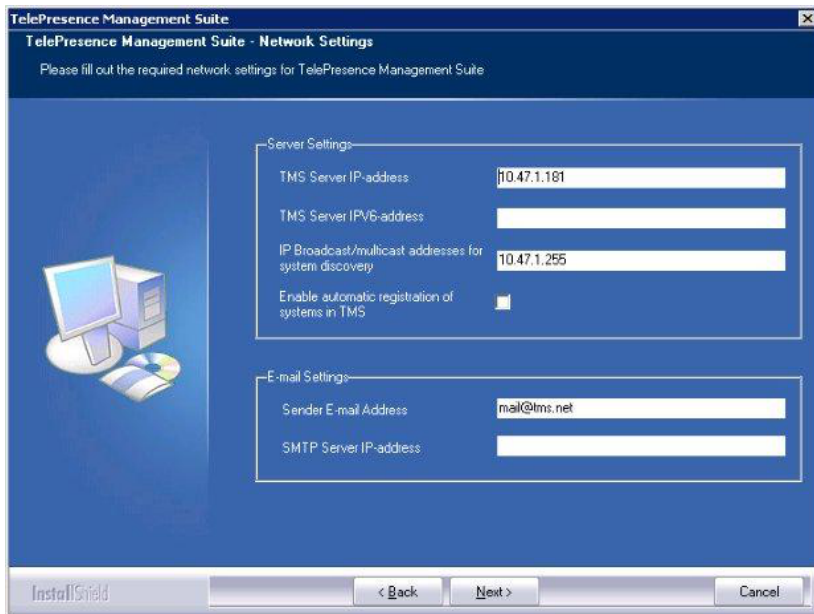 TelePresence Management Suite
TelePresence Management Suite - Network Settings
Please fill out the required network settings for TelePresence Management Suite
Server Settings
TMS Server IP-address
10.47.1.181
TMS Server IPV6-address
IP Broadcast/multicast addresses for
system discovery
10.47.1.255
Enable automatic registration of
systems in TMS
E-mail Settings
Sender E-mail Address
mail@tms.net
SMTP Server IP-address
InstallShield
< Back
Next >
Cancel